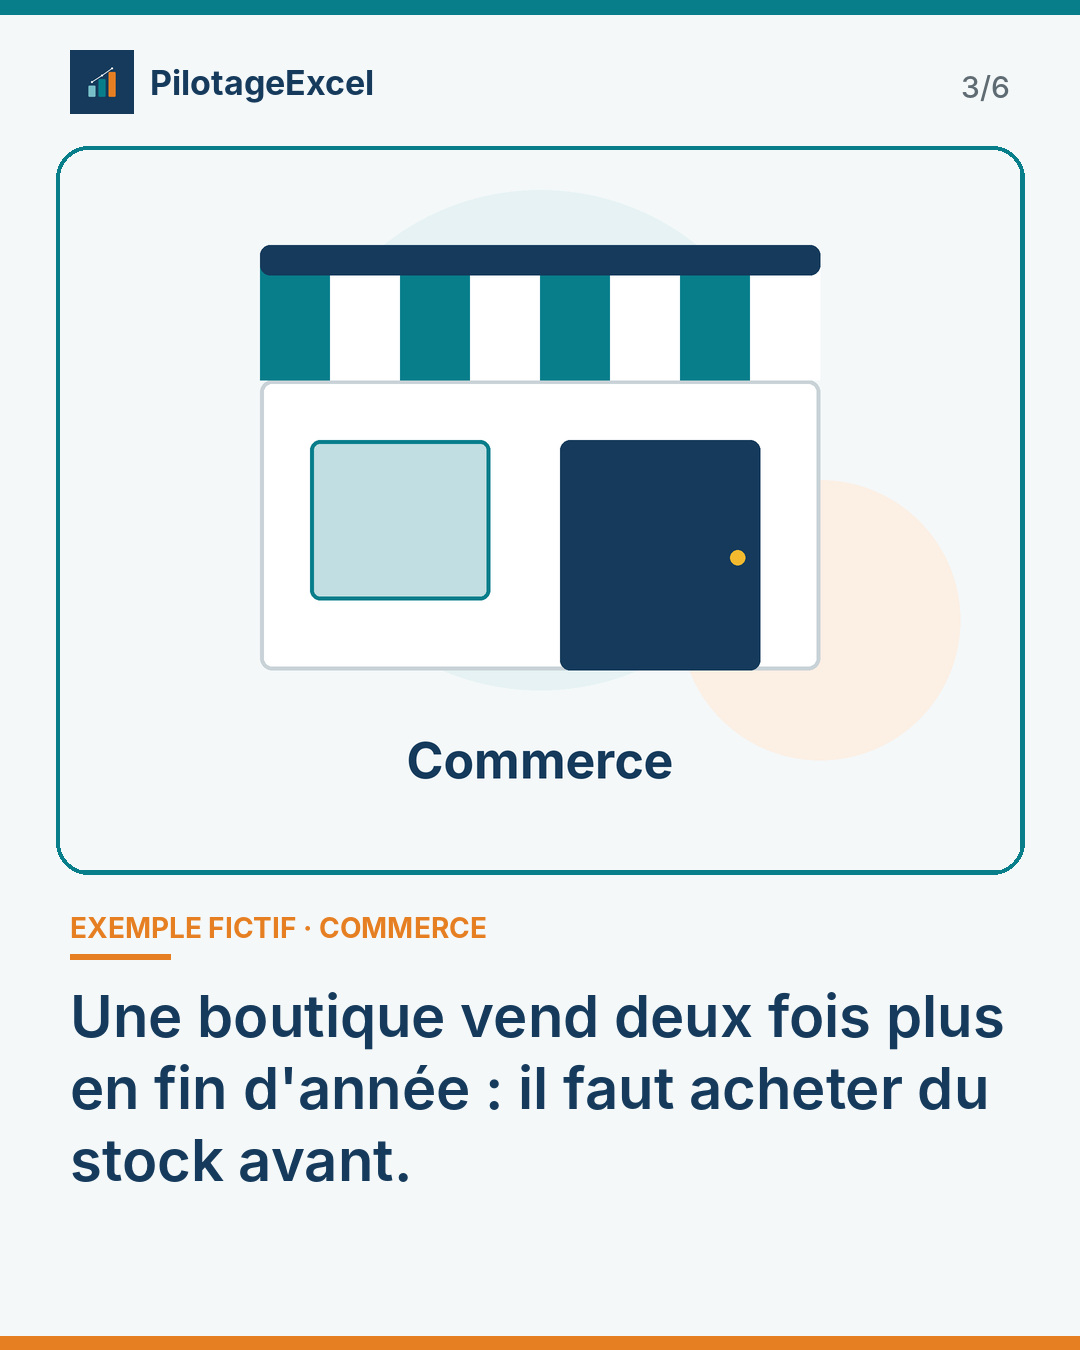 PilotageExcel
3/6
Commerce
EXEMPLE FICTIF · COMMERCE
Une boutique vend deux fois plus
en fin d'année : il faut acheter du
stock avant.